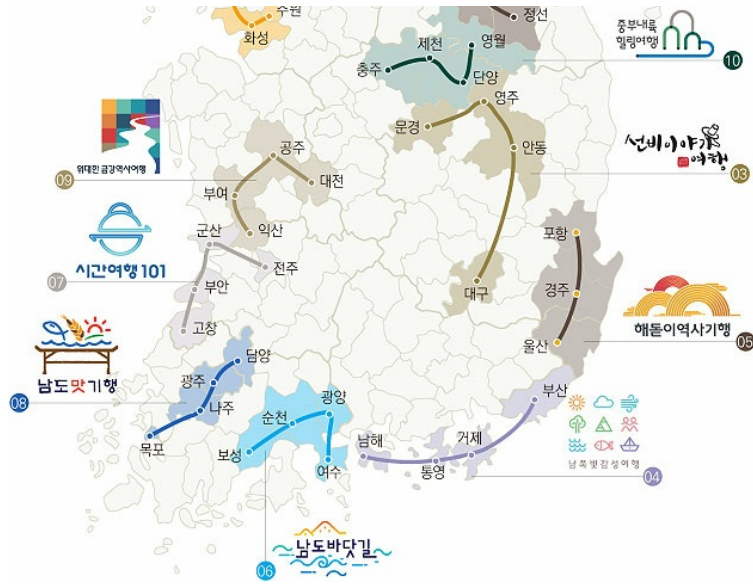 수원
화성
정선
중부내륙
힐링여행
10
제천
영월
충주
단양
영주
문경
안동
선비이야기
여행
03
위대한 금강역사여행
09
공주
대전
부여
익산
군산
시간여행101
07
전주
부안
고창
포항
경주
울산
해돋이역사기행
05
대구
남도맛기행
08
담양
광주
나주
목포
광양
순천
보성
여수
남도바닷길
06
부산
남해
거제
통영
남쪽빛감성여행
04